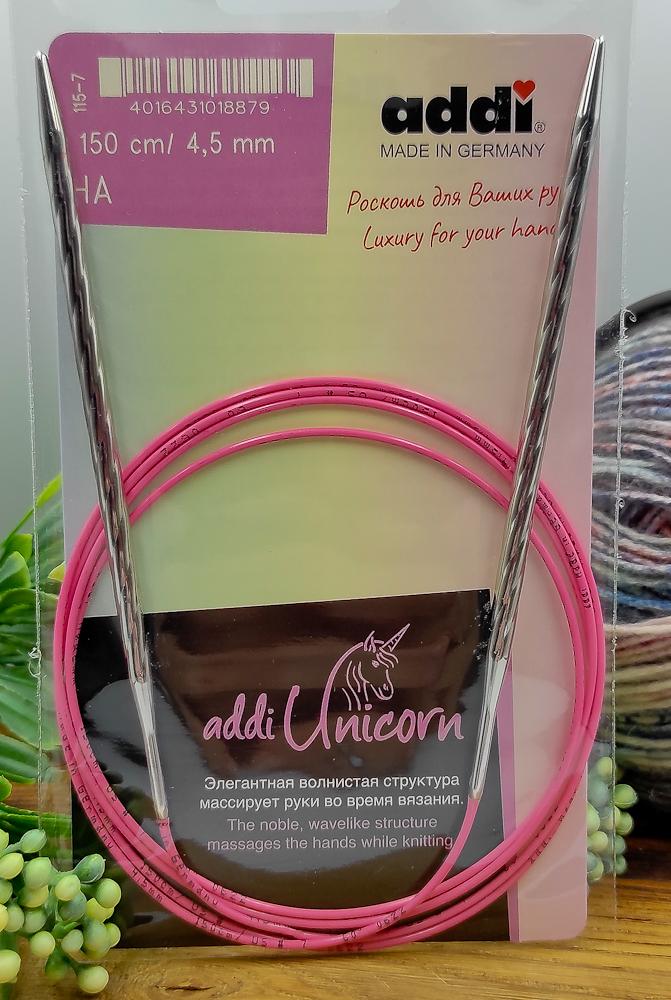 115-7
4016431018879
150 cm/ 4,5 mm
НА
addi®
MADE IN GERMANY
Роскошь для Ваших ру
Luxury for your hand
addi Unicorn
Элегантная волнистая структура
массирует руки во время вязания.
The noble, wavelike structure
massages the hands while knitting